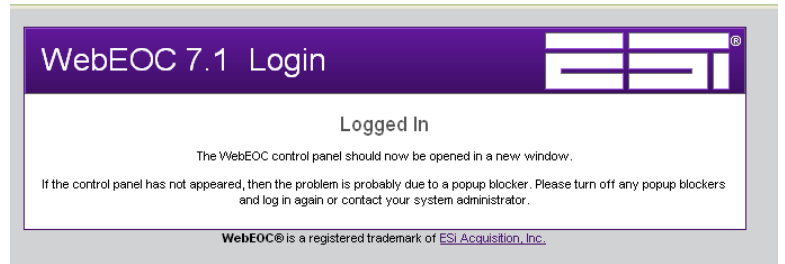 WebEOC 7.1 Login
ESi®
Logged In
The WebEOC control panel should now be opened in a new window.
If the control panel has not appeared, then the problem is probably due to a popup blocker. Please turn off any popup blockers
and log in again or contact your system administrator.
WebEOC® is a registered trademark of ESi Acquisition, Inc.